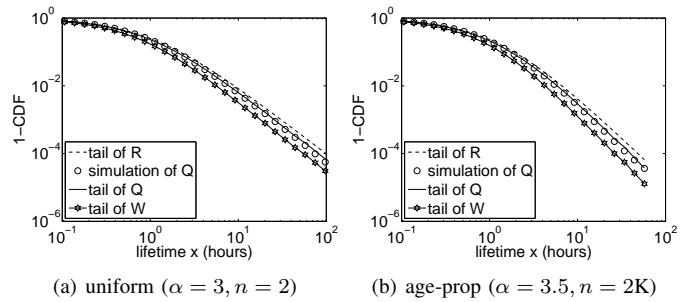 10^0
10^-2
10^-4
10^-6
1−CDF
tail of R
simulation of Q
tail of Q
tail of W
10^-1 10^0 10^1 10^2
lifetime x (hours)
(a) uniform (α = 3, n = 2)
10^0
10^-2
10^-4
10^-6
1−CDF
tail of R
simulation of Q
tail of Q
tail of W
10^-1 10^0 10^1 10^2
lifetime x (hours)
(b) age-prop (α = 3.5, n = 2K)